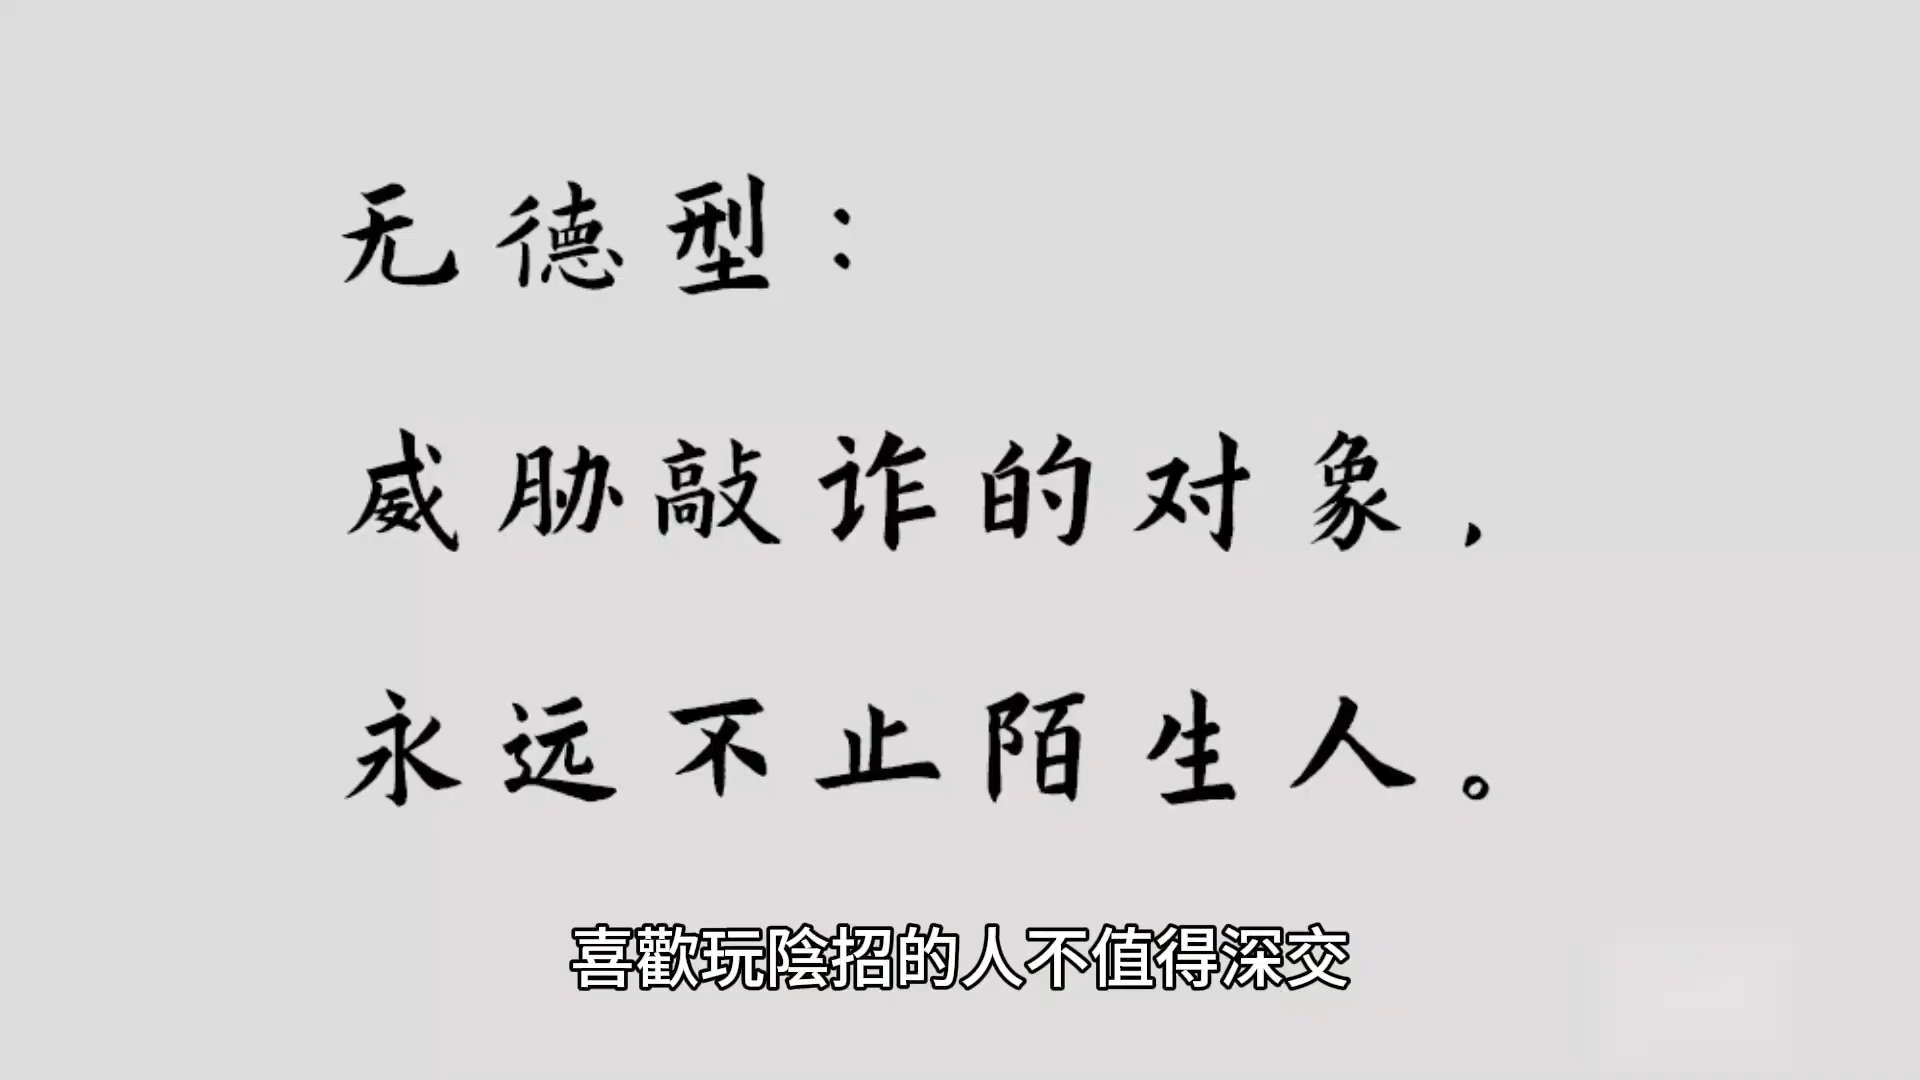 无德型：
威胁敲诈的对象，
永远不止陌生人。
喜歡玩陰招的人不值得深交